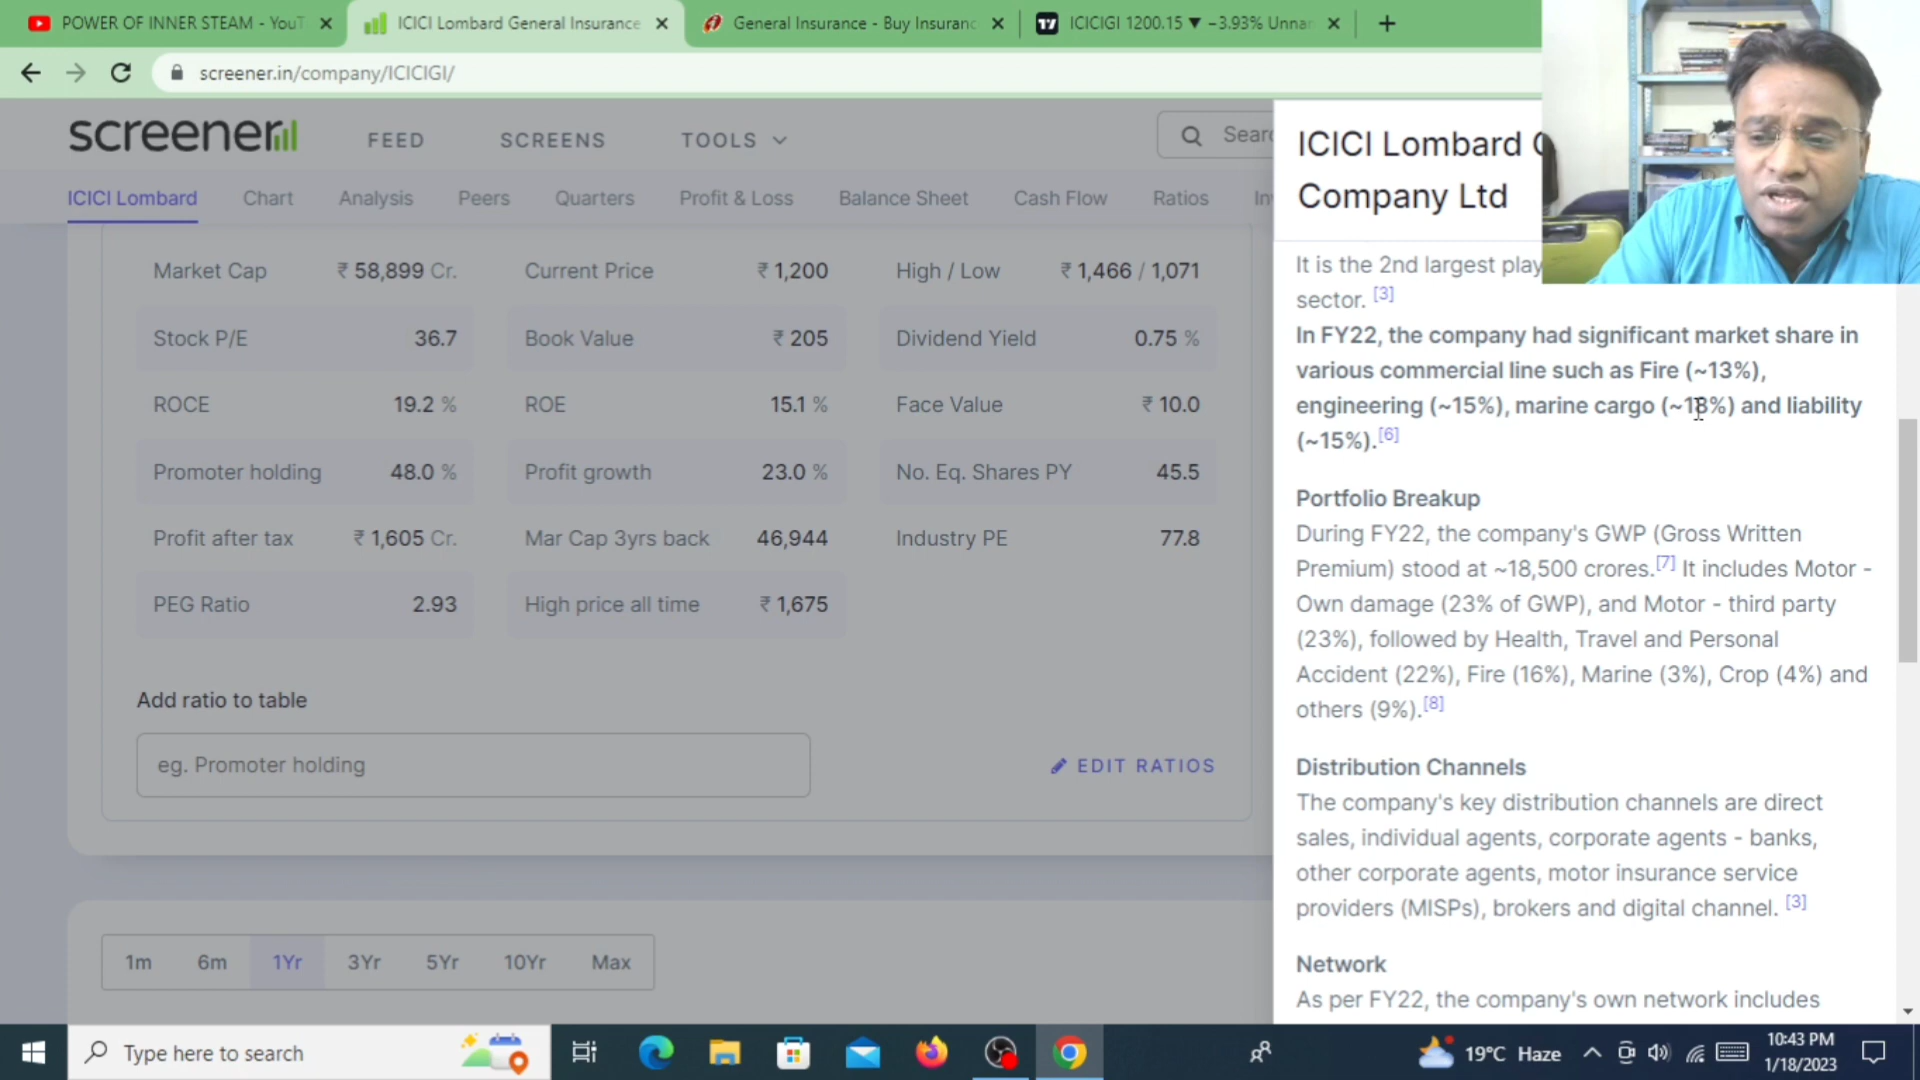 POWER OF INNER STEAM - YouT
ICICI Lombard General Insurance
General Insurance - Buy Insuranc
ICICIGI 1200.15 ▼ −3.93% Unnar
screener.in/company/ICICIGI/
screener
FEED
SCREENS
TOOLS
Searc
ICICI Lombard
Chart
Analysis
Peers
Quarters
Profit & Loss
Balance Sheet
Cash Flow
Ratios
Market Cap ₹ 58,899 Cr.
Current Price ₹ 1,200
High / Low ₹ 1,466 / 1,071
Stock P/E 36.7
Book Value ₹ 205
Dividend Yield 0.75 %
ROCE 19.2 %
ROE 15.1 %
Face Value ₹ 10.0
Promoter holding 48.0 %
Profit growth 23.0 %
No. Eq. Shares PY 45.5
Profit after tax ₹ 1,605 Cr.
Mar Cap 3yrs back 46,944
Industry PE 77.8
PEG Ratio 2.93
High price all time ₹ 1,675
Add ratio to table
eg. Promoter holding
EDIT RATIOS
1m 6m 1Yr 3Yr 5Yr 10Yr Max
ICICI Lombard
Company Ltd
It is the 2nd largest play
sector. [3]
In FY22, the company had significant market share in
various commercial line such as Fire (~13%),
engineering (~15%), marine cargo (~18%) and liability
(~15%).[6]
Portfolio Breakup
During FY22, the company's GWP (Gross Written
Premium) stood at ~18,500 crores.[7] It includes Motor -
Own damage (23% of GWP), and Motor - third party
(23%), followed by Health, Travel and Personal
Accident (22%), Fire (16%), Marine (3%), Crop (4%) and
others (9%).[8]
Distribution Channels
The company's key distribution channels are direct
sales, individual agents, corporate agents - banks,
other corporate agents, motor insurance service
providers (MISPs), brokers and digital channel. [3]
Network
As per FY22, the company's own network includes
Type here to search
19°C Haze
10:43 PM
1/18/2023